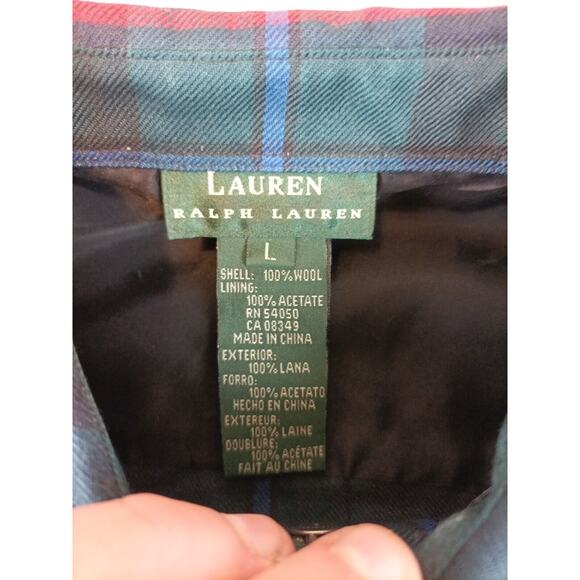 LAUREN
RALPH LAUREN
L
SHELL: 100% WOOL
LINING:
100% ACETATE
RN 54050
CA 08349
MADE IN CHINA
EXTERIOR:
100% LANA
FORRO:
100% ACETATO
HECHO EN CHINA
EXTEREUR:
100% LAINE
DOUBLURE:
100% ACÉTATE
FAIT AU CHINE